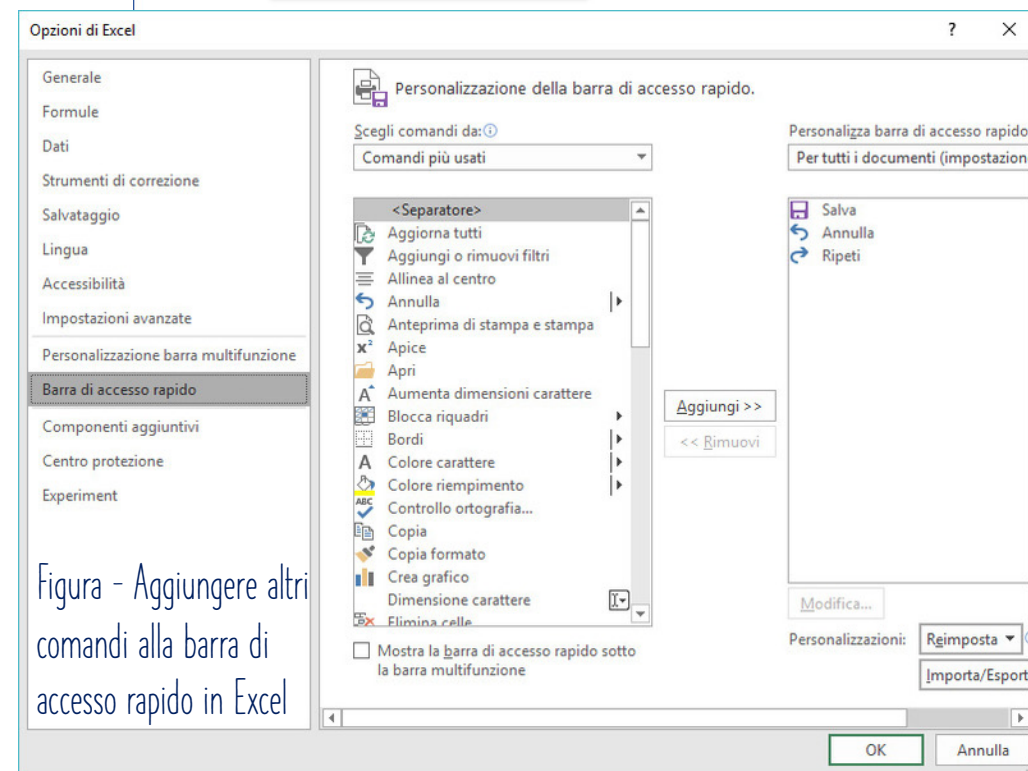 Opzioni di Excel
?
Generale
Formule
Dati
Strumenti di correzione
Salvataggio
Lingua
Accessibilità
Impostazioni avanzate
Personalizzazione barra multifunzione
Barra di accesso rapido
Componenti aggiuntivi
Centro protezione
Experiment
Figura - Aggiungere altri
comandi alla barra di
accesso rapido in Excel
Personalizzazione della barra di accesso rapido.
Scegli comandi da:
Comandi più usati
<Separatore>
Aggiorna tutti
Aggiungi o rimuovi filtri
Allinea al centro
Annulla
Anteprima di stampa e stampa
Apice
Apri
Aumenta dimensioni carattere
Blocca riquadri
Bordi
Colore carattere
Colore riempimento
Controllo ortografia...
Copia
Copia formato
Crea grafico
Dimensione carattere
Elimina celle
Mostra la barra di accesso rapido sotto
la barra multifunzione
Aggiungi >>
<< Rimuovi
Personalizza barra di accesso rapido
Per tutti i documenti (impostazion
Salva
Annulla
Ripeti
Modifica...
Personalizzazioni: Reimposta
Importa/Esport
OK Annulla